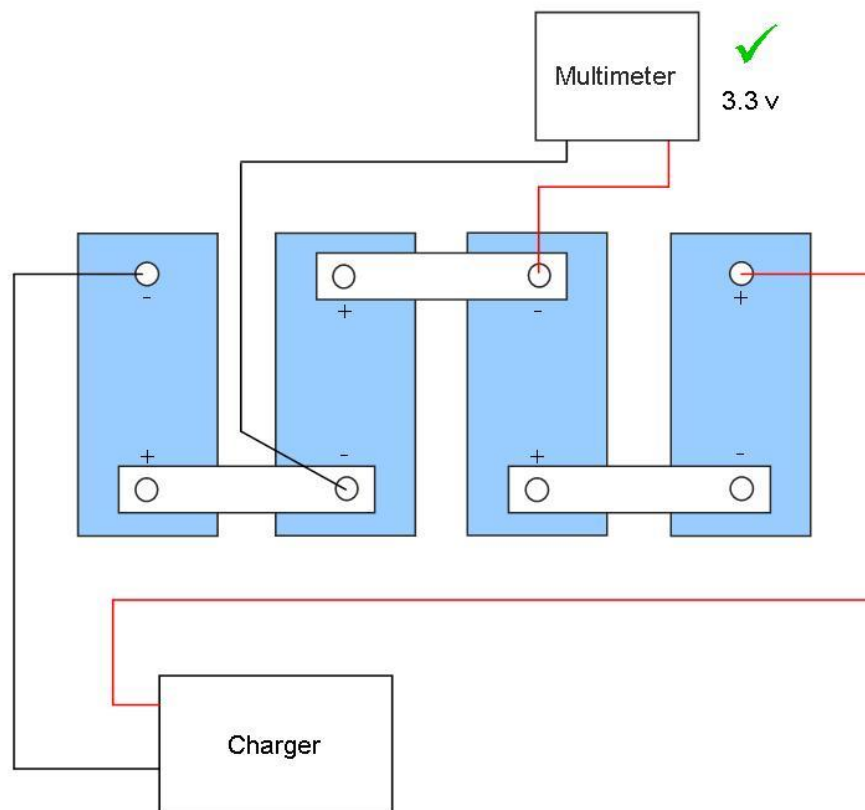 Multimeter
3.3 v
-
+
-
+
+
-
+
-
Charger